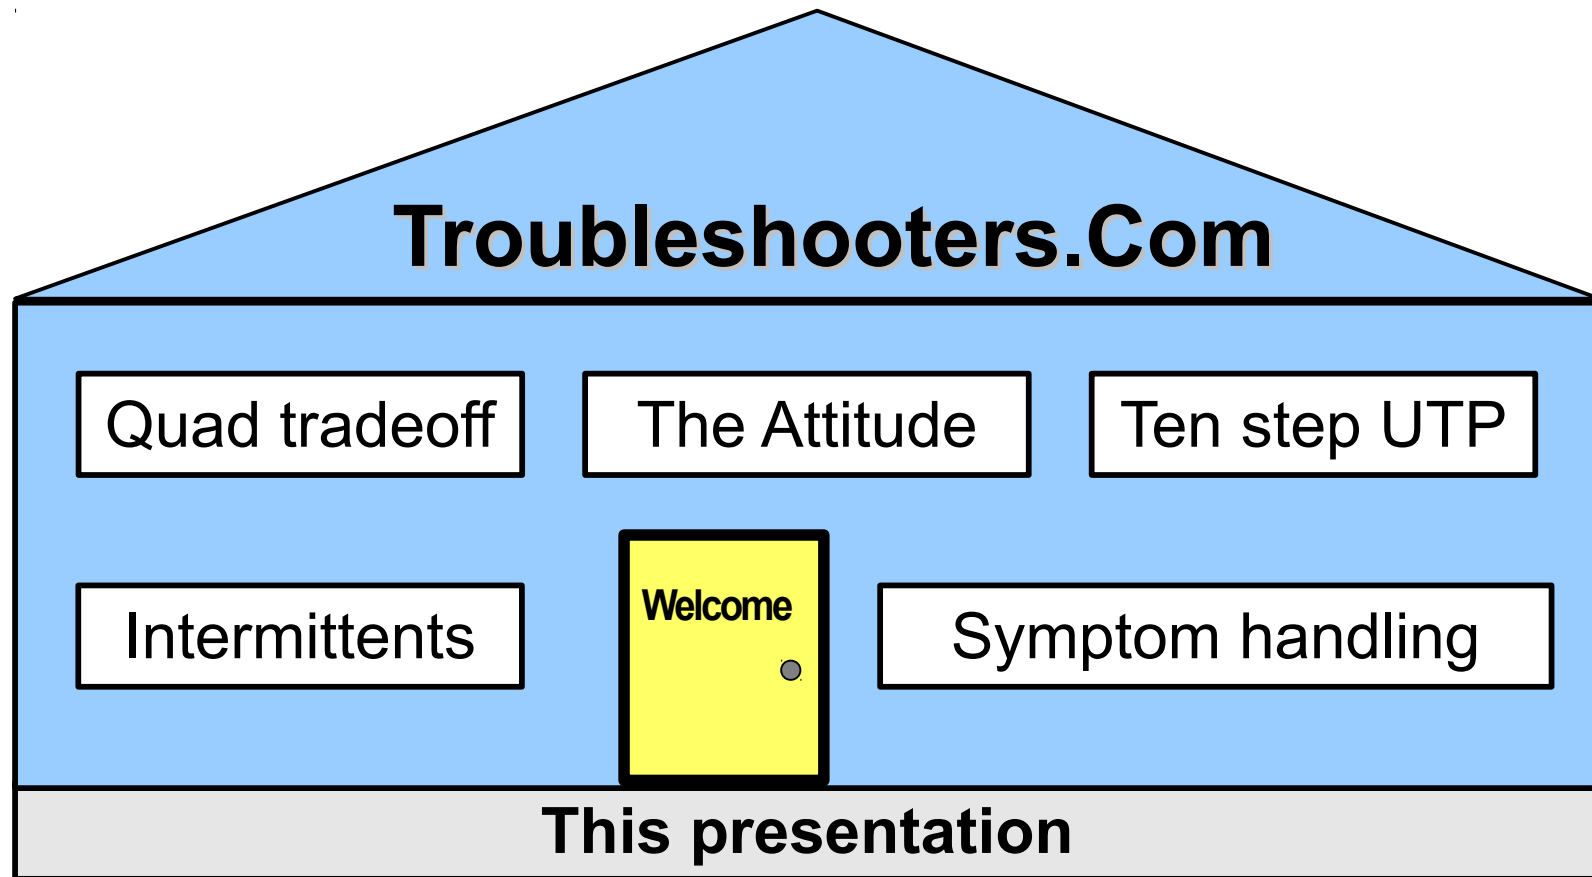 Troubleshooters.Com
Quad tradeoff
The Attitude
Ten step UTP
Intermittents
Welcome
Symptom handling
This presentation